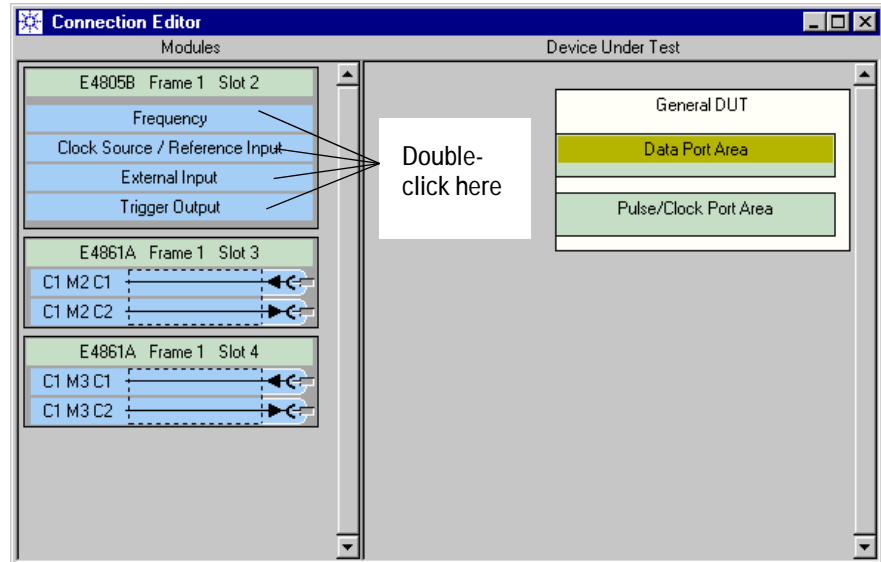 Connection Editor
Modules
Device Under Test
E4805B Frame 1 Slot 2
Frequency
Clock Source / Reference Input
External Input
Trigger Output
E4861A Frame 1 Slot 3
C1 M2 C1
C1 M2 C2
E4861A Frame 1 Slot 4
C1 M3 C1
C1 M3 C2
Double-
click here
General DUT
Data Port Area
Pulse/Clock Port Area